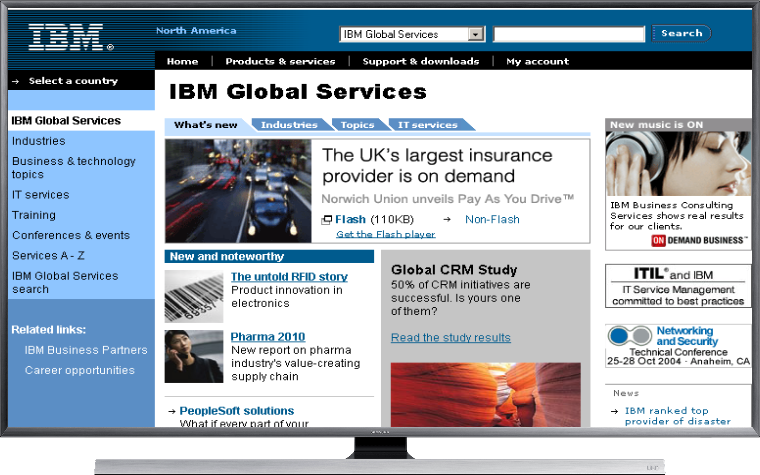 IBM®
North America
IBM Global Services
Search
Home
Products & services
Support & downloads
My account
→ Select a country
IBM Global Services
Industries
Business & technology
topics
IT services
Training
Conferences & events
Services A - Z
IBM Global Services
search
Related links:
IBM Business Partners
Career opportunities
IBM Global Services
What's new
Industries
Topics
IT services
The UK's largest insurance
provider is on demand
Norwich Union unveils Pay As You Drive™
Flash (110KB)
→ Non-Flash
Get the Flash player
New and noteworthy
The untold RFID story
Product innovation in
electronics
Pharma 2010
New report on pharma
industry's value-creating
supply chain
→ PeopleSoft solutions
What if every part of your
Global CRM Study
50% of CRM initiatives are
successful. Is yours one
of them?
Read the study results
New music is ON
IBM Business Consulting
Services shows real results
for our clients.
ON DEMAND BUSINESS™
ITIL® and IBM
IT Service Management
committed to best practices
Networking
and Security
Technical Conference
25-28 Oct 2004 - Anaheim, CA
News
→ IBM ranked top
provider of disaster